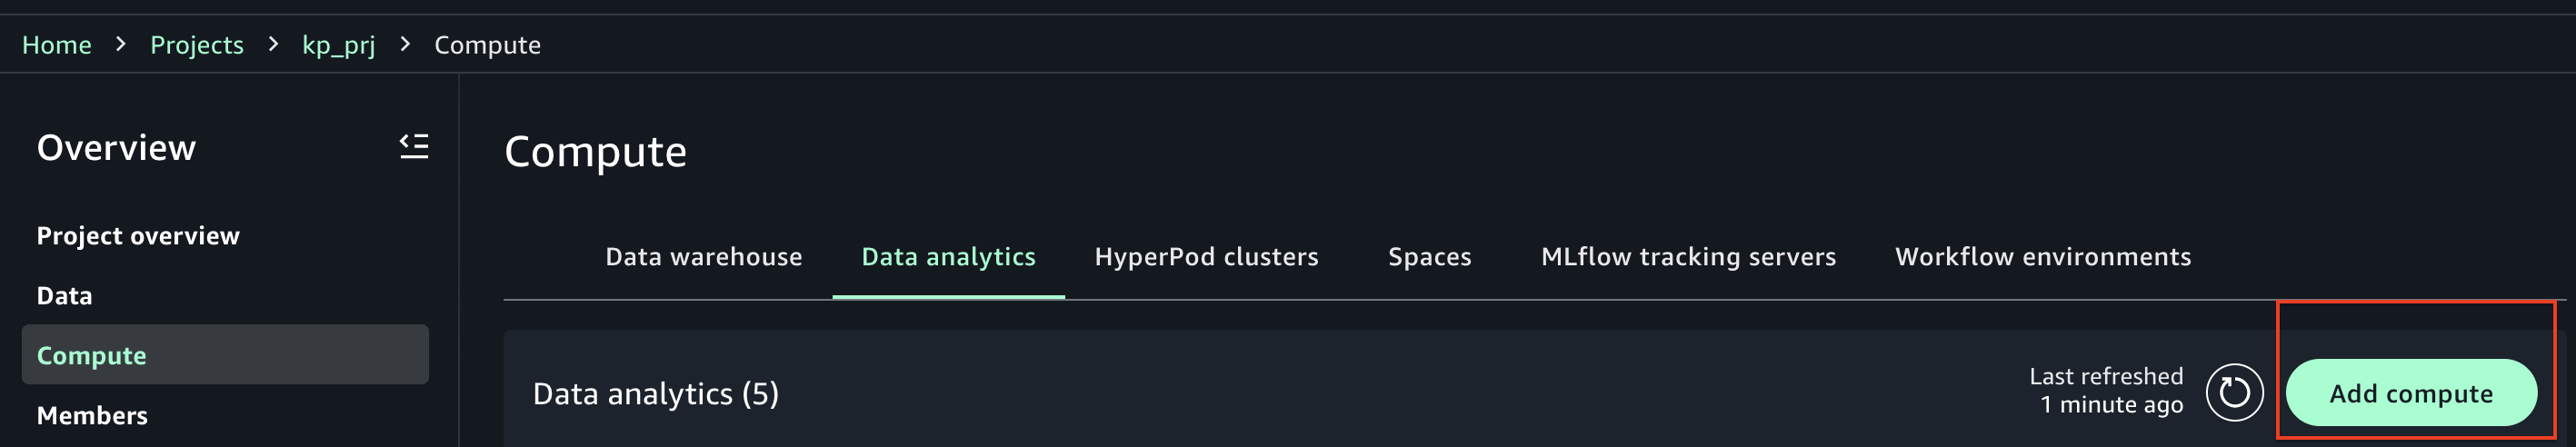 Home > Projects > kp_prj > Compute
Overview
Project overview
Data
Compute
Members
Compute
Data warehouse
Data analytics
HyperPod clusters
Spaces
MLflow tracking servers
Workflow environments
Data analytics (5)
Last refreshed
1 minute ago
Add compute